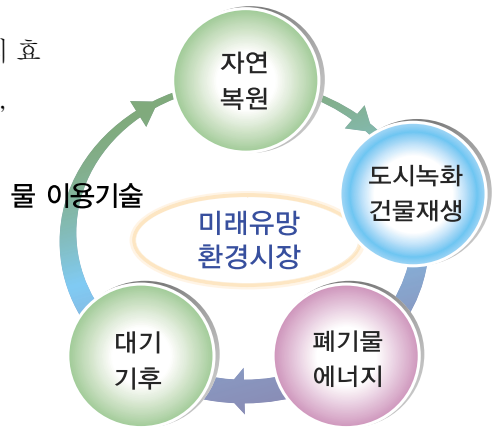 효
,
자연
복원
도시녹화
건물재생
물 이용기술
미래유망
환경시장
대기
기후
폐기물
에너지